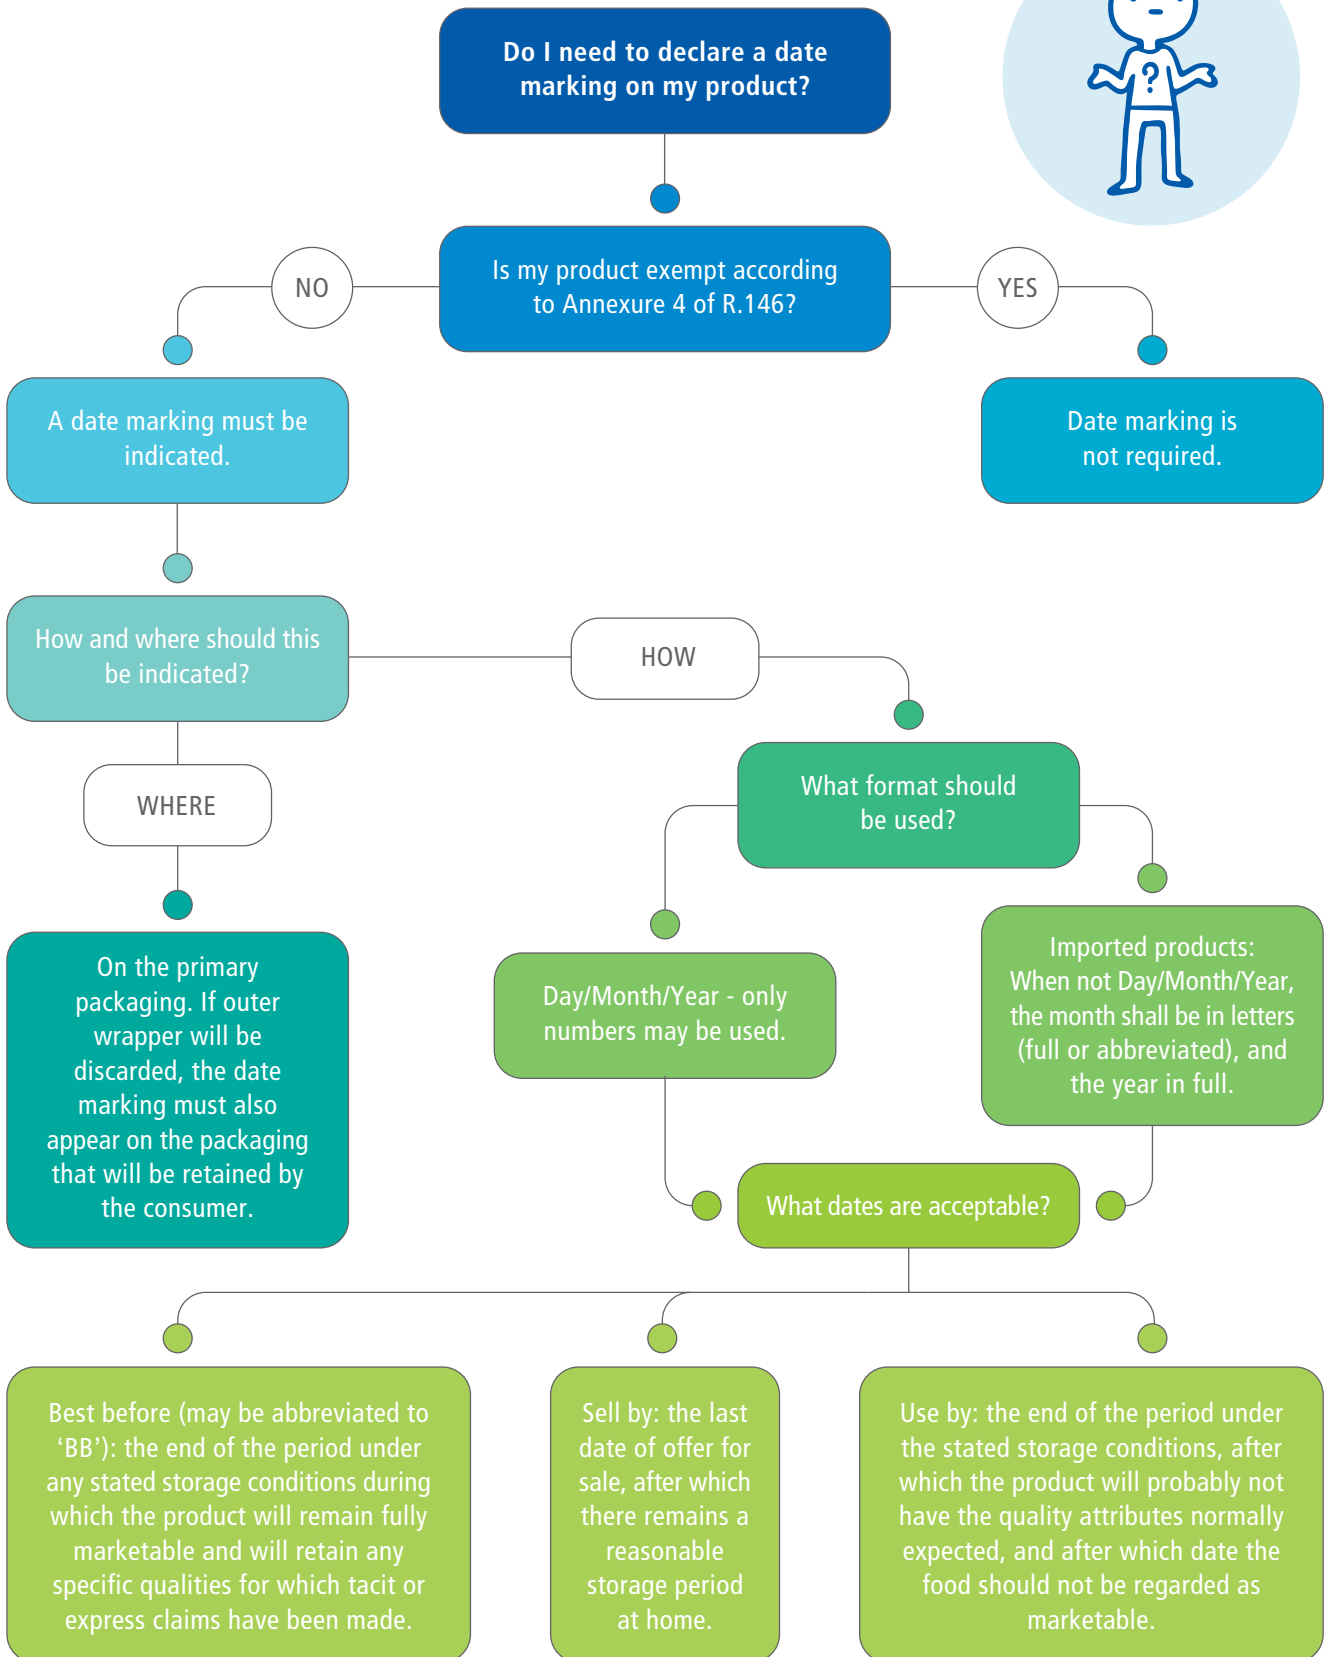 Do I need to declare a date
marking on my product?
?
Is my product exempt according
to Annexure 4 of R.146?
NO
YES
A date marking must be
indicated.
Date marking is
not required.
How and where should this
be indicated?
HOW
WHERE
What format should
be used?
On the primary
packaging. If outer
wrapper will be
discarded, the date
marking must also
appear on the packaging
that will be retained by
the consumer.
Day/Month/Year - only
numbers may be used.
Imported products:
When not Day/Month/Year,
the month shall be in letters
(full or abbreviated), and
the year in full.
What dates are acceptable?
Best before (may be abbreviated to
‘BB’): the end of the period under
any stated storage conditions during
which the product will remain fully
marketable and will retain any
specific qualities for which tacit or
express claims have been made.
Sell by: the last
date of offer for
sale, after which
there remains a
reasonable
storage period
at home.
Use by: the end of the period under
the stated storage conditions, after
which the product will probably not
have the quality attributes normally
expected, and after which date the
food should not be regarded as
marketable.